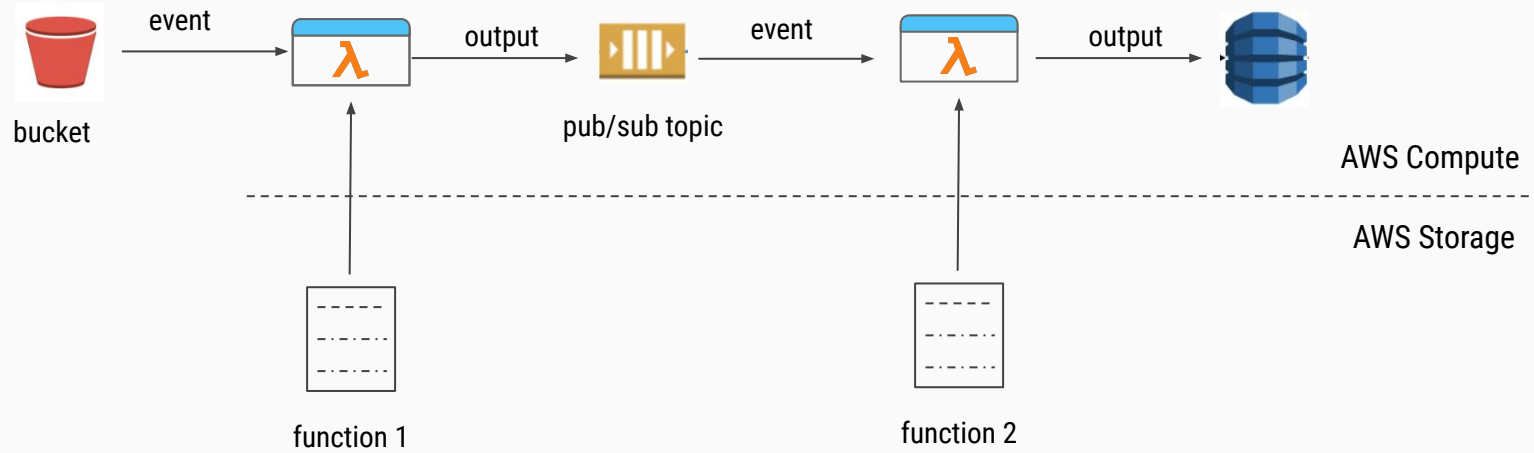 event
output
event
output
bucket
pub/sub topic
AWS Compute
AWS Storage
function 1
function 2